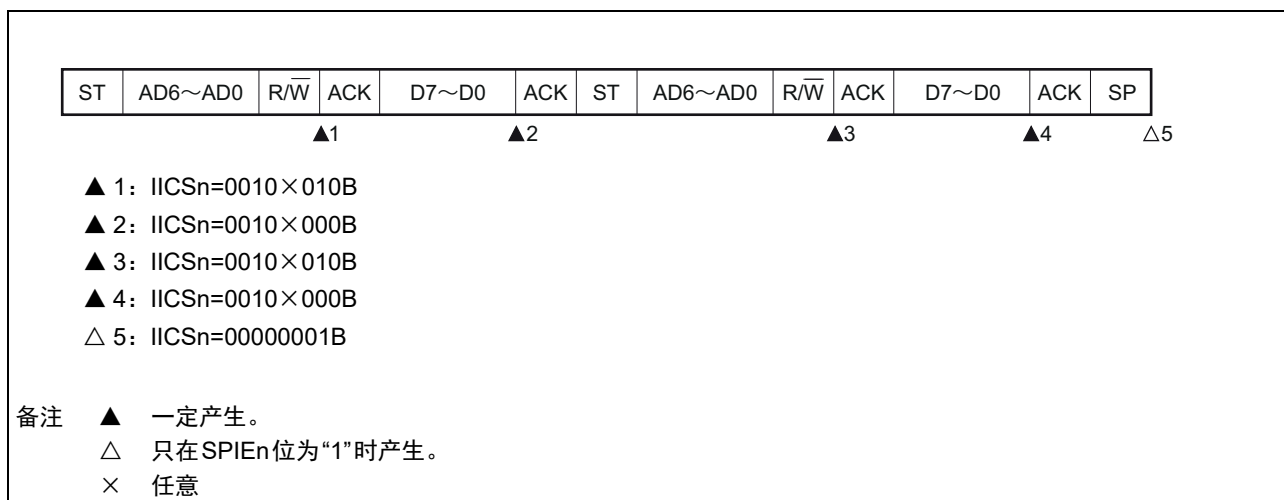 ST AD6～AD0 R/W̅ ACK D7～D0 ACK ST AD6～AD0 R/W̅ ACK D7～D0 ACK SP
▲1 ▲2 ▲3 ▲4 △5
▲ 1：IICSn=0010×010B
▲ 2：IICSn=0010×000B
▲ 3：IICSn=0010×010B
▲ 4：IICSn=0010×000B
△ 5：IICSn=00000001B
备注 ▲ 一定产生。
△ 只在SPIEn位为“1”时产生。
× 任意